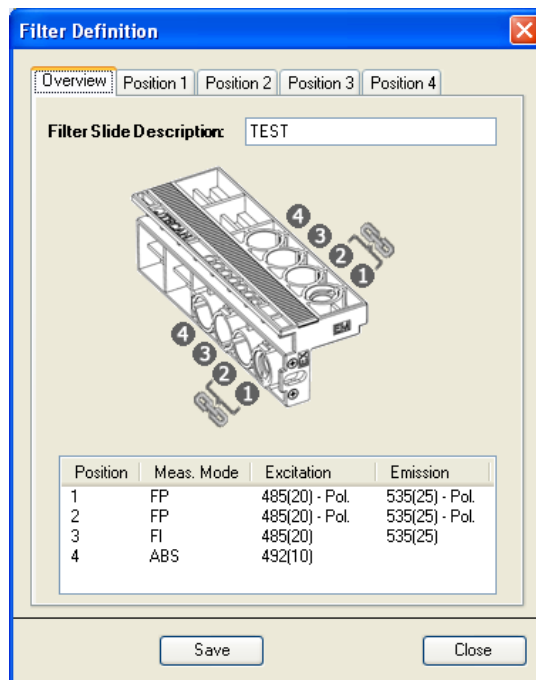 Filter Definition
Overview Position 1 Position 2 Position 3 Position 4
Filter Slide Description: TEST
4
3
2
1
EM
4
3
2
1
Position Meas. Mode Excitation Emission
1 FP 485(20) - Pol. 535(25) - Pol.
2 FP 485(20) - Pol. 535(25) - Pol.
3 FI 485(20) 535(25)
4 ABS 492(10)
Save Close